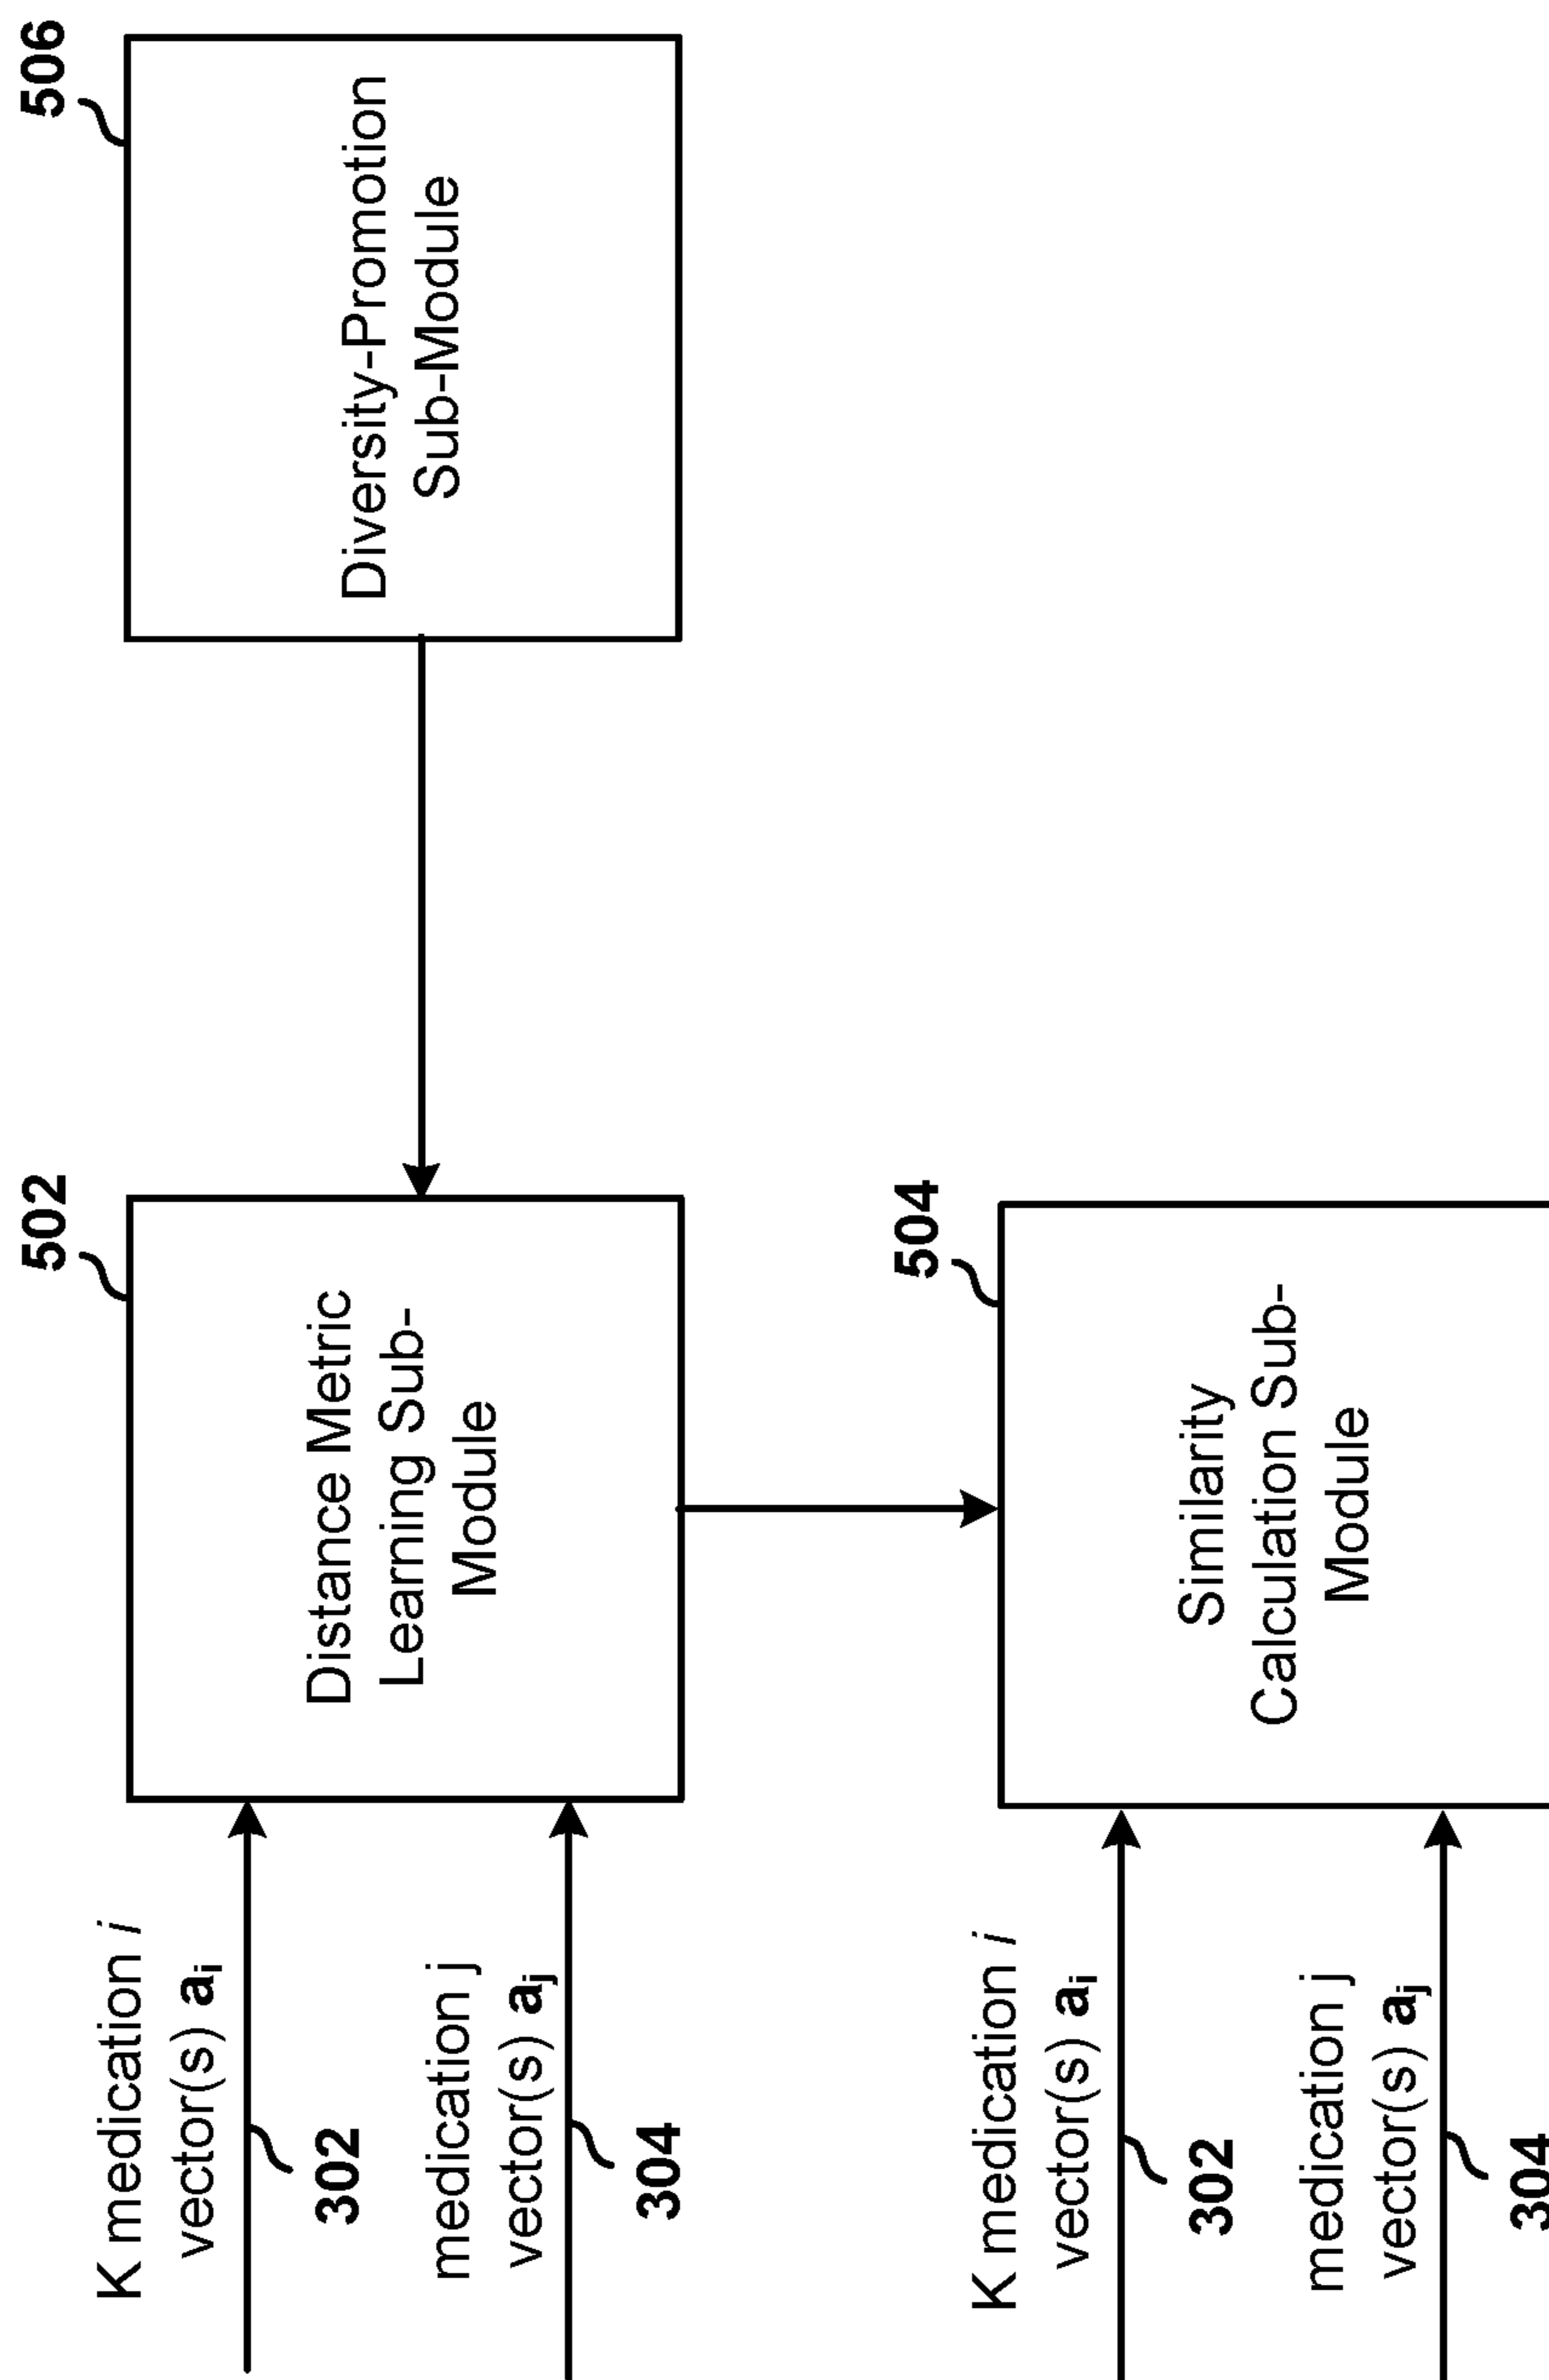 502
506
K medication i
vector(s) ai
302
Distance Metric
Learning Sub-
Module
Diversity-Promotion
Sub-Module
medication j
vector(s) aj
304
504
K medication i
vector(s) ai
302
Similarity
Calculation Sub-
Module
medication j
vector(s) aj
304